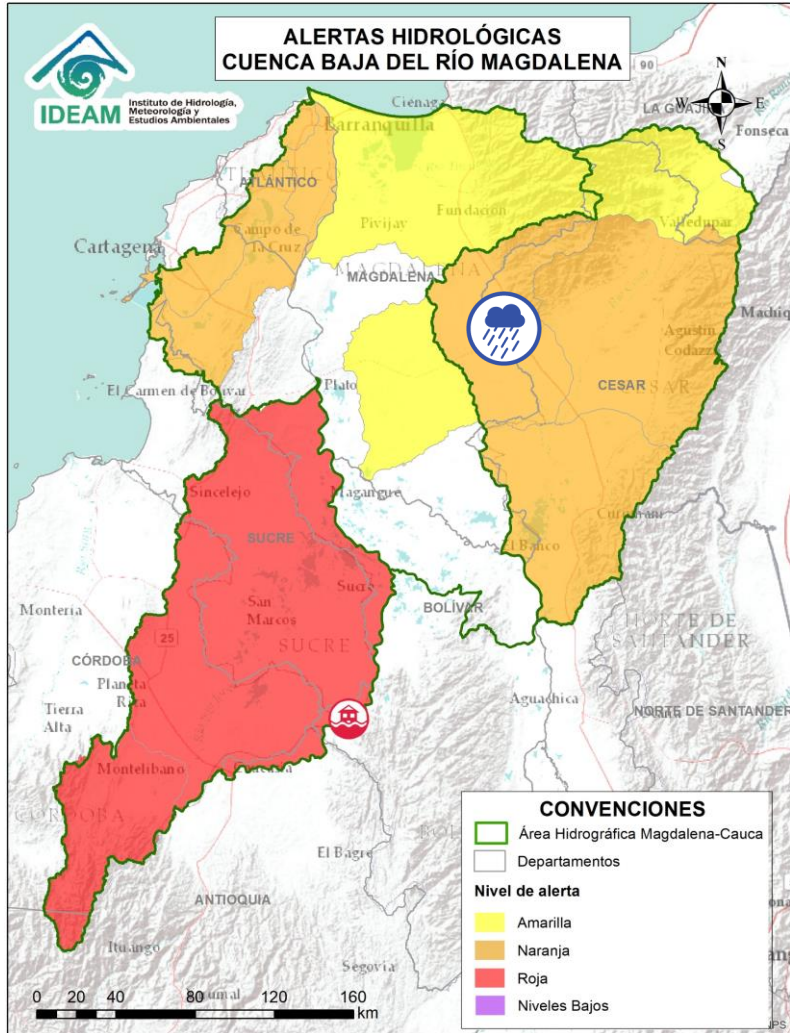 ALERTAS HIDROLÓGICAS
CUENCA BAJA DEL RÍO MAGDALENA
IDEAM
Instituto de Hidrología,
Meteorología y
Estudios Ambientales
N
W
E
S
90
LA GUAJIRA
Fonseca
Ciénaga
Barranquilla
ATLÁNTICO
Valledupar
Fundación
Pivijay
Campo de
la Cruz
Cartagena
MAGDALENA
MAGDALENA
Machiq
Agustín
Codazzi
CESAR
CESAR
El Carmen de Bolívar
Plato
Sincelejo
Magangue
Curumaní
SUCRE
El Banco
Sucre
San
Marcos
BOLÍVAR
NORTE DE
SANTANDER
Montería
25
SUCRE
CÓRDOBA
Planeta
Rica
Tierra
Alta
Aguachica
NORTE DE SANTANDER
Montelíbano
Caucasia
CÓRDOBA
El Bagre
ANTIOQUIA
Ituango
Segovia
CONVENCIONES
Área Hidrográfica Magdalena-Cauca
Departamentos
Nivel de alerta
Amarilla
Naranja
Roja
Niveles Bajos
0 20 40 80 120 160
km